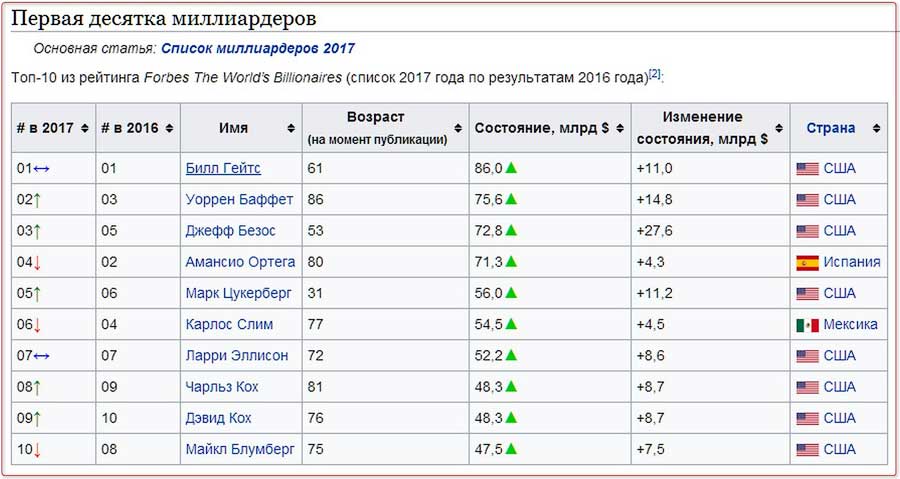 Первая десятка миллиардеров
Основная статья: Список миллиардеров 2017
Топ-10 из рейтинга Forbes The World's Billionaires (список 2017 года по результатам 2016 года)[2]:
# в 2017 # в 2016 Имя Возраст (на момент публикации) Состояние, млрд $ Изменение состояния, млрд $ Страна
01↔ 01 Билл Гейтс 61 86,0▲ +11,0 США
02↑ 03 Уоррен Баффет 86 75,6▲ +14,8 США
03↑ 05 Джефф Безос 53 72,8▲ +27,6 США
04↓ 02 Амансио Ортега 80 71,3▲ +4,3 Испания
05↑ 06 Марк Цукерберг 31 56,0▲ +11,2 США
06↓ 04 Карлос Слим 77 54,5▲ +4,5 Мексика
07↔ 07 Ларри Эллисон 72 52,2▲ +8,6 США
08↑ 09 Чарльз Кох 81 48,3▲ +8,7 США
09↑ 10 Дэвид Кох 76 48,3▲ +8,7 США
10↓ 08 Майкл Блумберг 75 47,5▲ +7,5 США